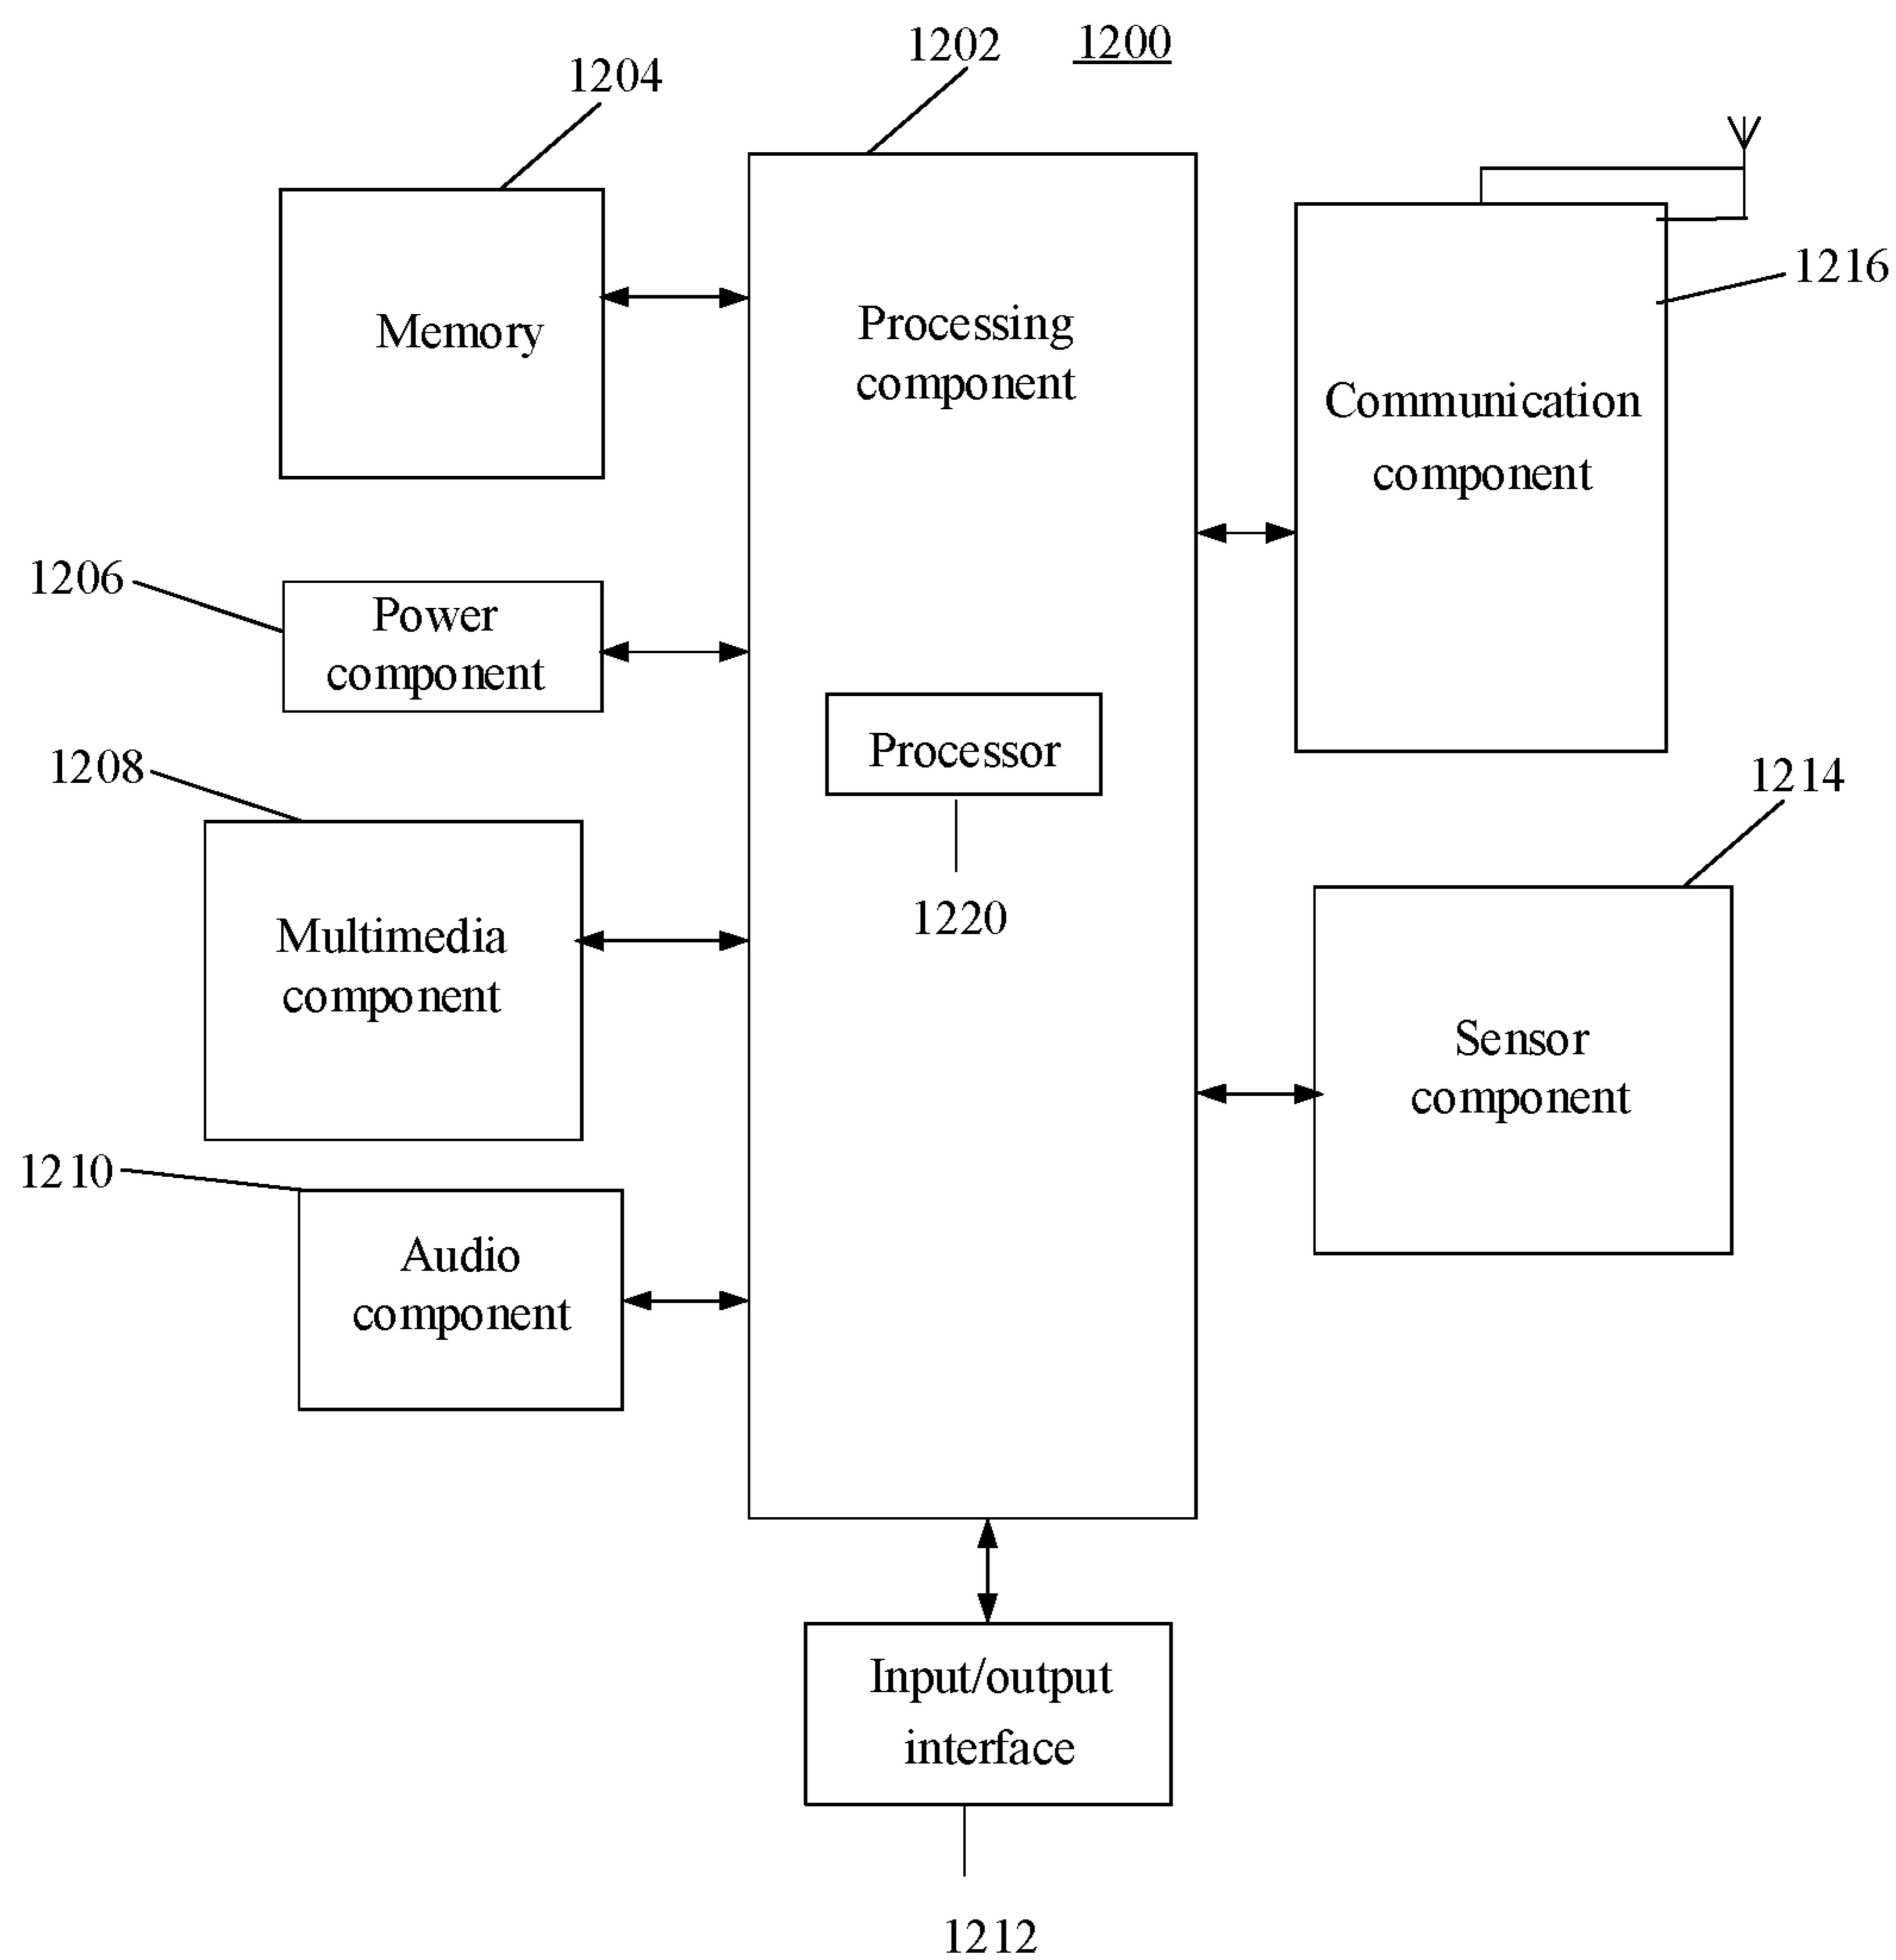 1200
1202
1204
Memory
Processing
component
1216
Communication
component
1206
Power
component
Processor
1220
1208
Multimedia
component
1214
Sensor
component
1210
Audio
component
Input/output
interface
1212